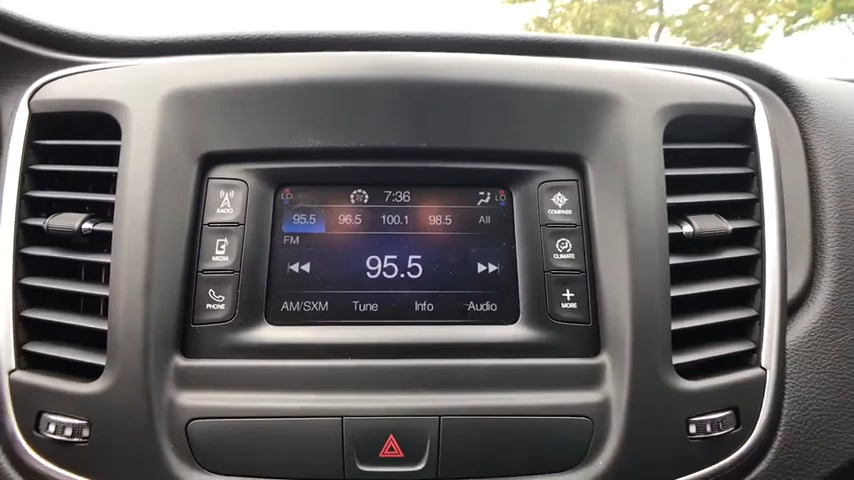 LO 7:36 LO
95.5 96.5 100.1 98.5 All
FM
95.5
AM/SXM Tune Info Audio
RADIO
MEDIA
PHONE
N
COMPASS
CLIMATE
MORE